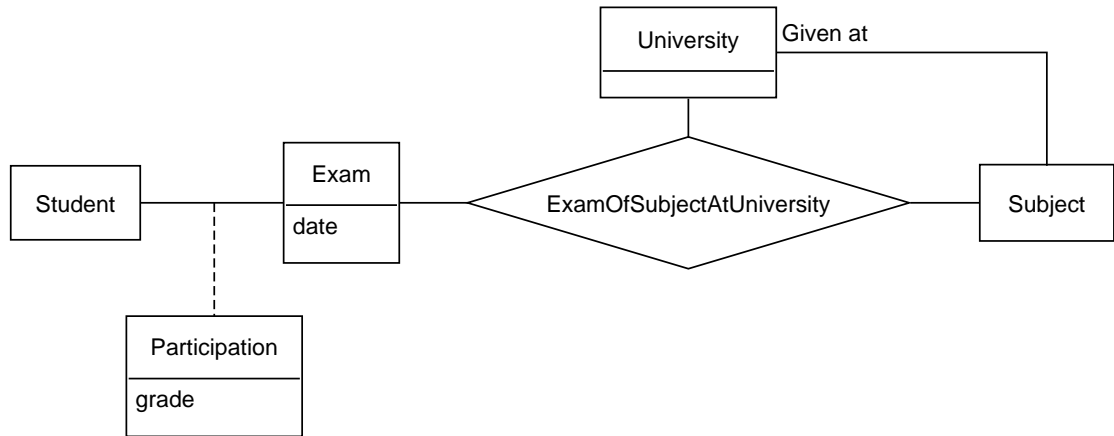 University
Given at
Exam
Student
date
ExamOfSubjectAtUniversity
Subject
Participation
grade